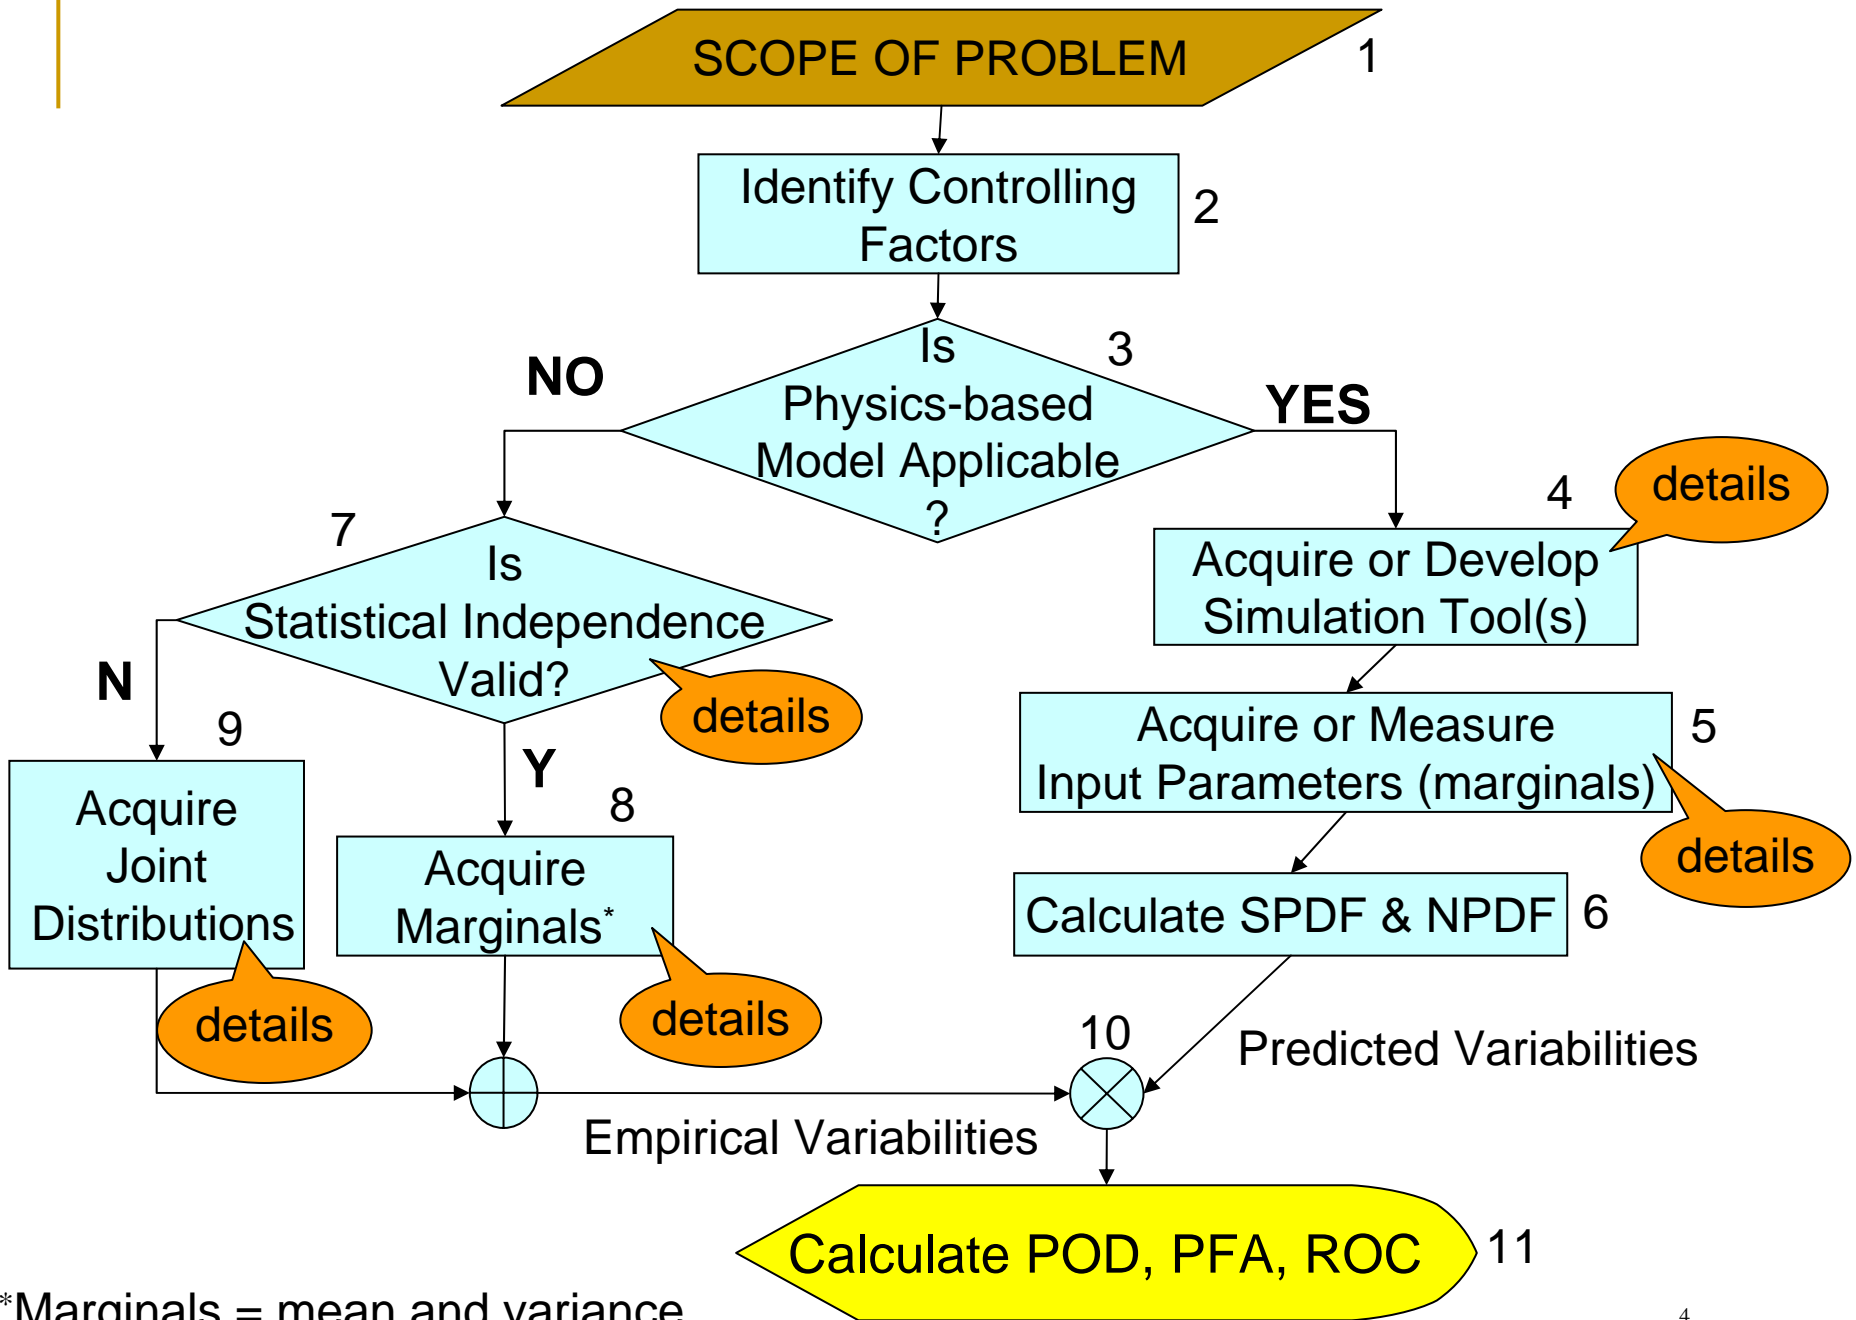 SCOPE OF PROBLEM
1
Identify Controlling
Factors
2
Is
Physics-based
Model Applicable
?
3
NO
YES
4
details
Acquire or Develop
Simulation Tool(s)
7
Is
Statistical Independence
Valid?
details
N
Y
5
Acquire or Measure
Input Parameters (marginals)
details
9
Acquire
Joint
Distributions
details
8
Acquire
Marginals*
details
Calculate SPDF & NPDF
6
10
Predicted Variabilities
Empirical Variabilities
Calculate POD, PFA, ROC
11
*Marginals = mean and variance
4